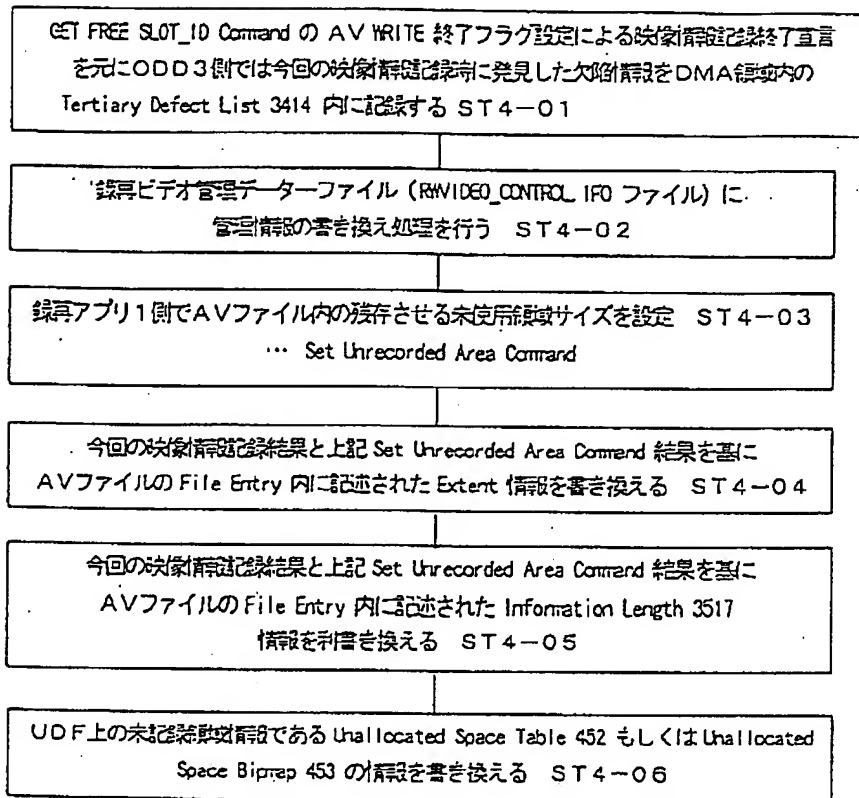 GET FREE SLOT_ID Command の AV WRITE 終了フラグ設定による映像情報記録終了宣言
を元にODD3側では今回の映像情報記録時に発見した欠陥情報をDMA領域内の
Tertiary Defect List 3414 内に記録する ST4-01
録再ビデオ管理データーファイル (RWVIDEO_CONTROL IFO ファイル) に
管理情報の書き換え処理を行う ST4-02
録再アプリ1側でAVファイル内の残存させる未使用領域サイズを設定 ST4-03
… Set Unrecorded Area Command
今回の映像情報記録結果と上記 Set Unrecorded Area Command 結果を基に
AVファイルの File Entry 内に記述された Extent 情報を書き換える ST4-04
今回の映像情報記録結果と上記 Set Unrecorded Area Command 結果を基に
AVファイルの File Entry 内に記述された Information Length 3517
情報を利書き換える ST4-05
UDF上の未記録領域情報である Unallocated Space Table 452 もしくは Unallocated
Space Bitmap 453 の情報を書き換える ST4-06